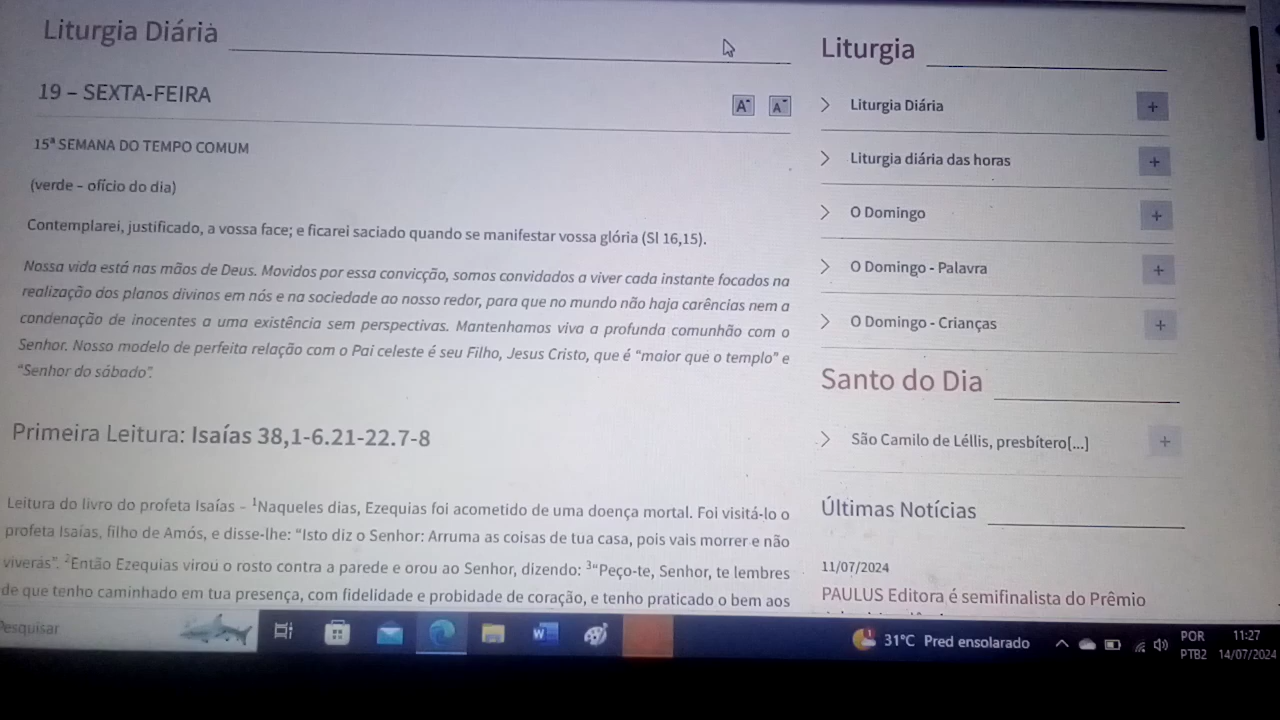 Liturgia Diária
19 – SEXTA-FEIRA
A+ A-
15ª SEMANA DO TEMPO COMUM
(verde – ofício do dia)
Contemplarei, justificado, a vossa face; e ficarei saciado quando se manifestar vossa glória (Sl 16,15).
Nossa vida está nas mãos de Deus. Movidos por essa convicção, somos convidados a viver cada instante focados na
realização dos planos divinos em nós e na sociedade ao nosso redor, para que no mundo não haja carências nem a
condenação de inocentes a uma existência sem perspectivas. Mantenhamos viva a profunda comunhão com o
Senhor. Nosso modelo de perfeita relação com o Pai celeste é seu Filho, Jesus Cristo, que é “maior que o templo” e
“Senhor do sábado”.
Primeira Leitura: Isaías 38,1-6.21-22.7-8
Leitura do livro do profeta Isaías – ¹Naqueles dias, Ezequias foi acometido de uma doença mortal. Foi visitá-lo o
profeta Isaías, filho de Amós, e disse-lhe: “Isto diz o Senhor: Arruma as coisas de tua casa, pois vais morrer e não
viverás”. ²Então Ezequias virou o rosto contra a parede e orou ao Senhor, dizendo: ³“Peço-te, Senhor, te lembres
de que tenho caminhado em tua presença, com fidelidade e probidade de coração, e tenho praticado o bem aos
Liturgia
Liturgia Diária +
Liturgia diária das horas +
O Domingo +
O Domingo - Palavra +
O Domingo - Crianças +
Santo do Dia
São Camilo de Léllis, presbítero[...] +
Últimas Notícias
11/07/2024
PAULUS Editora é semifinalista do Prêmio
Pesquisar
31°C Pred ensolarado
POR
PTB2
11:27
14/07/2024